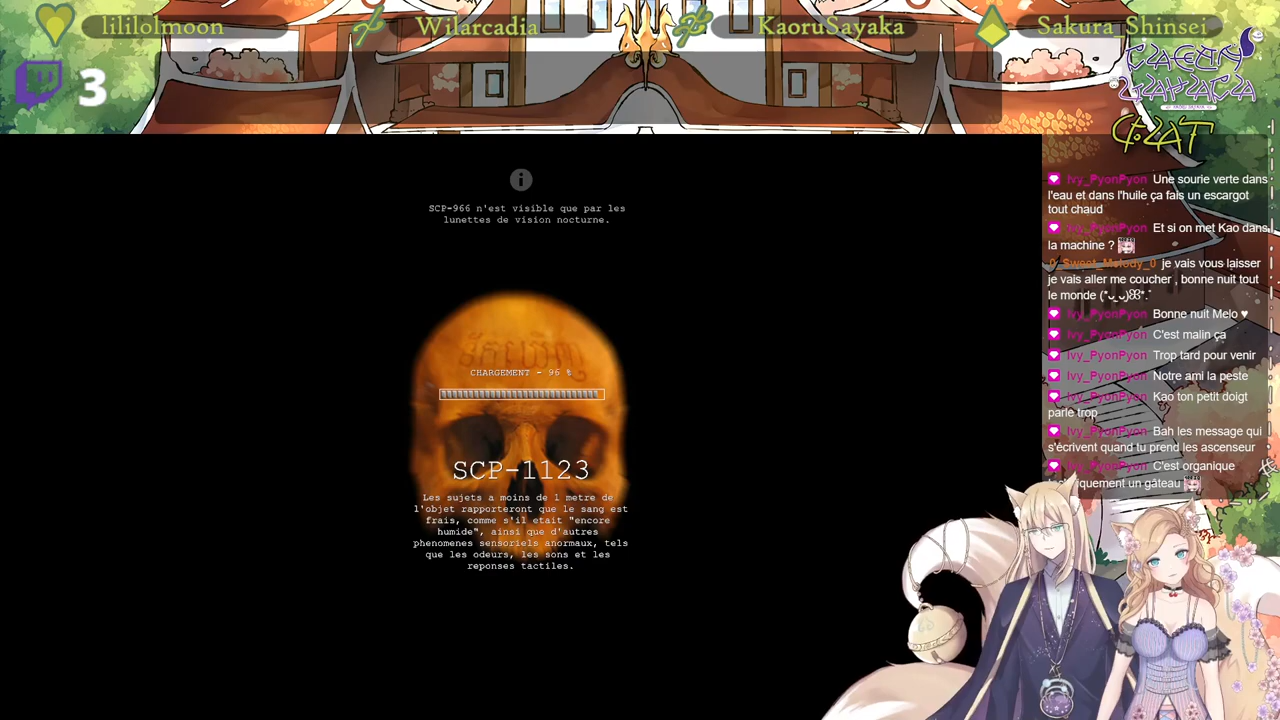 lililolmoon
Wilarcadia
KaoruSayaka
Sakura_Shinsei
3
SCP-966 n'est visible que par les
lunettes de vision nocturne.
CHARGEMENT - 96 %
SCP-1123
Les sujets a moins de 1 metre de
l'objet rapporteront que le sang est
frais, comme s'il etait "encore
humide", ainsi que d'autres
phenomenes sensoriels anormaux, tels
que les odeurs, les sons et les
reponses tactiles.
Ivy_PyonPyon Une sourie verte dans
l'eau et dans l'huile ça fais un escargot
tout chaud
Ivy_PyonPyon Et si on met Kao dans
la machine ?
0_Sweet_Melody_0 je vais vous laisser
je vais aller me coucher , bonne nuit tout
le monde
Ivy_PyonPyon Bonne nuit Melo ♥
Ivy_PyonPyon C'est malin ça
Ivy_PyonPyon Trop tard pour venir
Ivy_PyonPyon Notre ami la peste
Ivy_PyonPyon Kao ton petit doigt
parle trop
Ivy_PyonPyon Bah les message qui
s'écrivent quand tu prend les ascenseur
Ivy_PyonPyon C'est organique
un gâteau